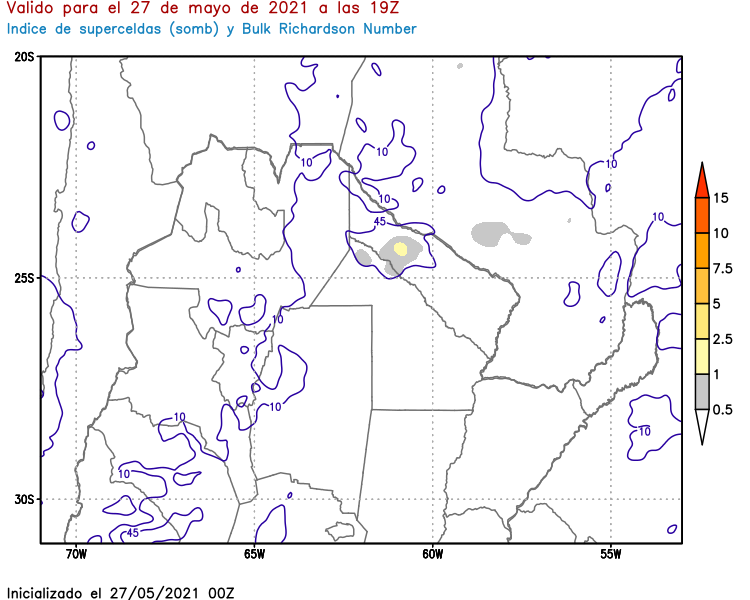 Valido para el 27 de mayo de 2021 a las 19Z
Indice de superceldas (somb) y Bulk Richardson Number
20S
25S
30S
70W
65W
60W
55W
10
10
10
10
10
45
10
10
10
10
10
45
15
10
7.5
5
2.5
1
0.5
Inicializado el 27/05/2021 00Z